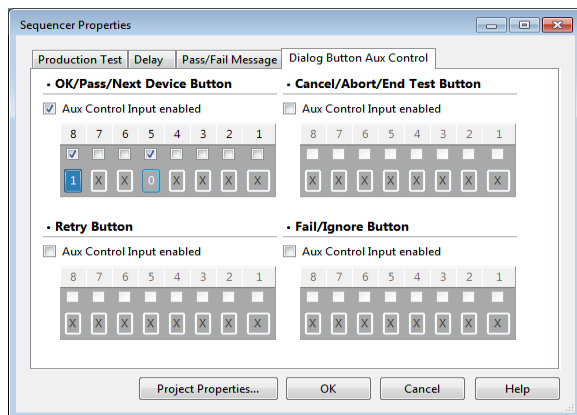 Sequencer Properties
Production Test Delay Pass/Fail Message Dialog Button Aux Control
• OK/Pass/Next Device Button
Aux Control Input enabled
8 7 6 5 4 3 2 1
1 X X 0 X X X X
• Cancel/Abort/End Test Button
Aux Control Input enabled
8 7 6 5 4 3 2 1
X X X X X X X X
• Retry Button
Aux Control Input enabled
8 7 6 5 4 3 2 1
X X X X X X X X
• Fail/Ignore Button
Aux Control Input enabled
8 7 6 5 4 3 2 1
X X X X X X X X
Project Properties... OK Cancel Help